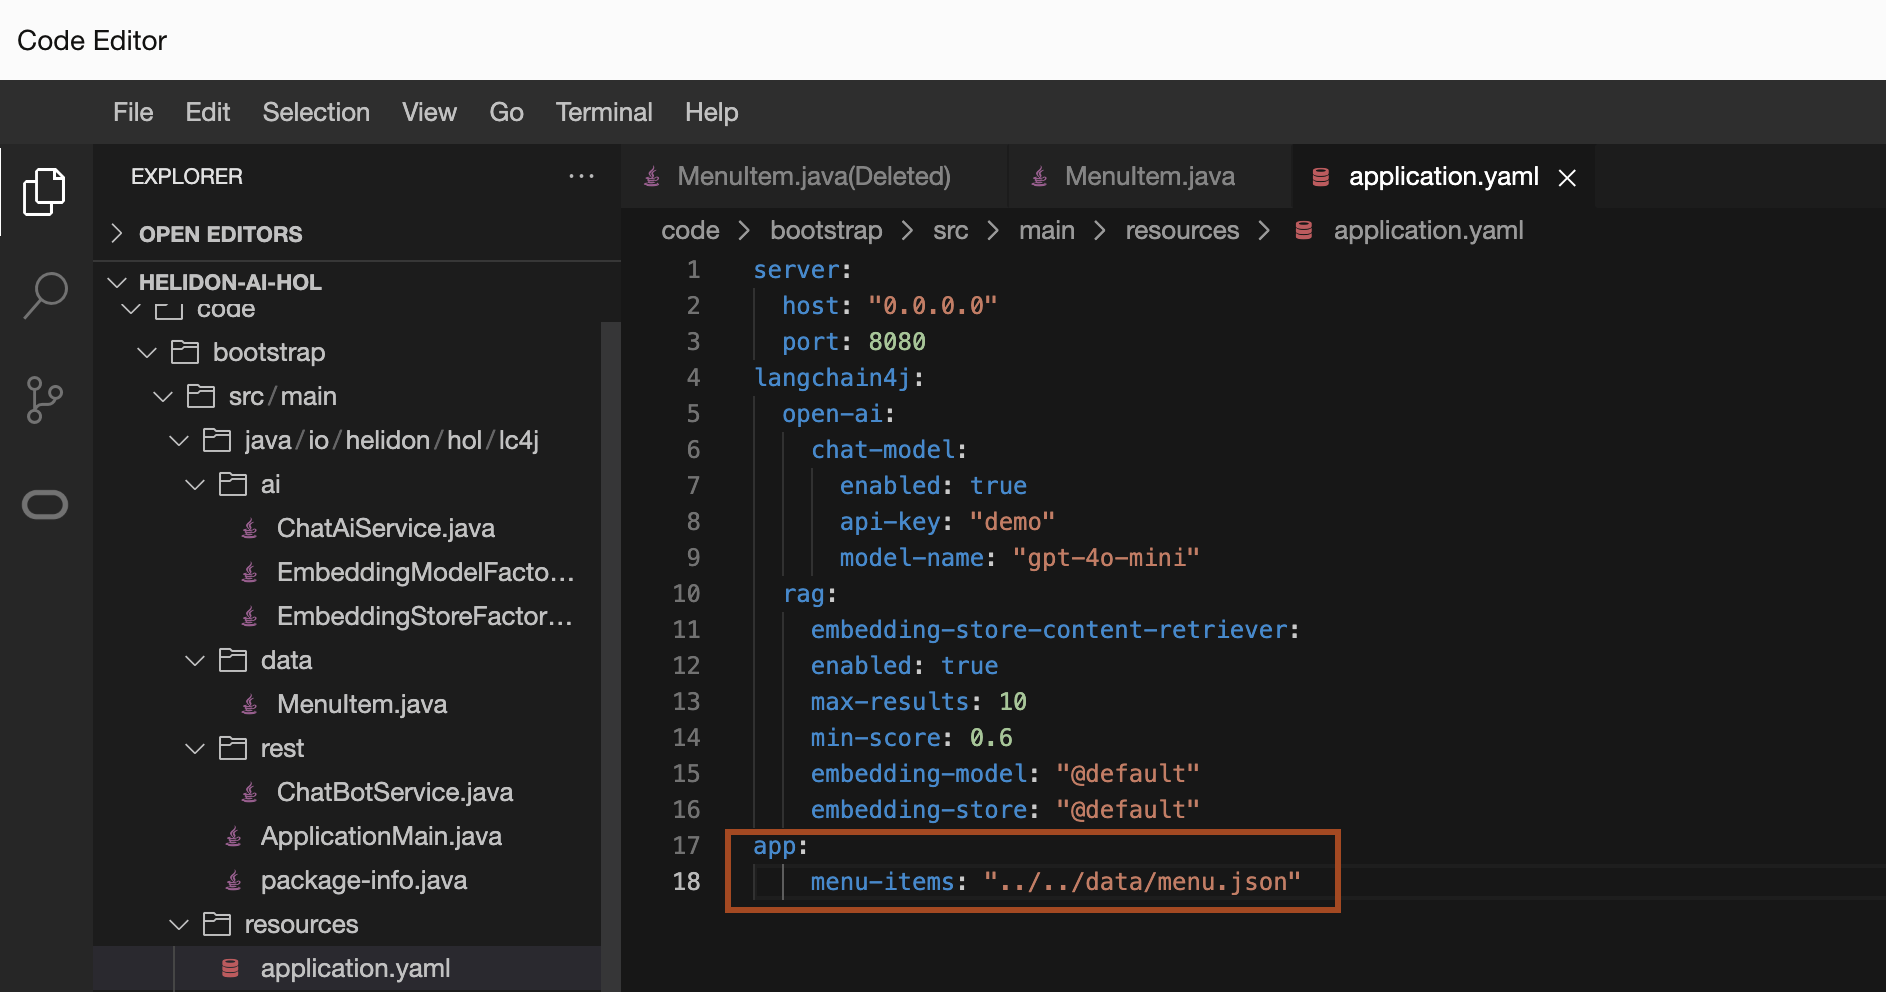 Code Editor
File Edit Selection View Go Terminal Help
EXPLORER ...
OPEN EDITORS
HELIDON-AI-HOL
code
bootstrap
src/main
java/io/helidon/hol/lc4j
ai
ChatAiService.java
EmbeddingModelFacto...
EmbeddingStoreFactor...
data
MenuItem.java
rest
ChatBotService.java
ApplicationMain.java
package-info.java
resources
application.yaml
MenuItem.java(Deleted) MenuItem.java application.yaml
code > bootstrap > src > main > resources > application.yaml
1 server:
2   host: "0.0.0.0"
3   port: 8080
4 langchain4j:
5   open-ai:
6     chat-model:
7       enabled: true
8       api-key: "demo"
9       model-name: "gpt-4o-mini"
10   rag:
11     embedding-store-content-retriever:
12     enabled: true
13     max-results: 10
14     min-score: 0.6
15     embedding-model: "@default"
16     embedding-store: "@default"
17 app:
18     menu-items: "../../data/menu.json"